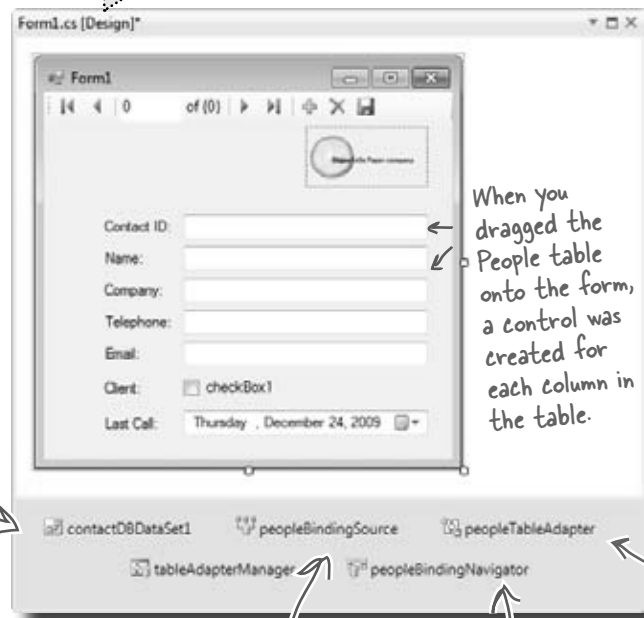 Form1.cs [Design]*
Form1
0 of {0}
Paper company
Contact ID:
Name:
Company:
Telephone:
Email:
Client: checkBox1
Last Call: Thursday , December 24, 2009
When you
dragged the
People table
onto the form,
a control was
created for
each column in
the table.
contactDBDataSet1 peopleBindingSource peopleTableAdapter
tableAdapterManager peopleBindingNavigator